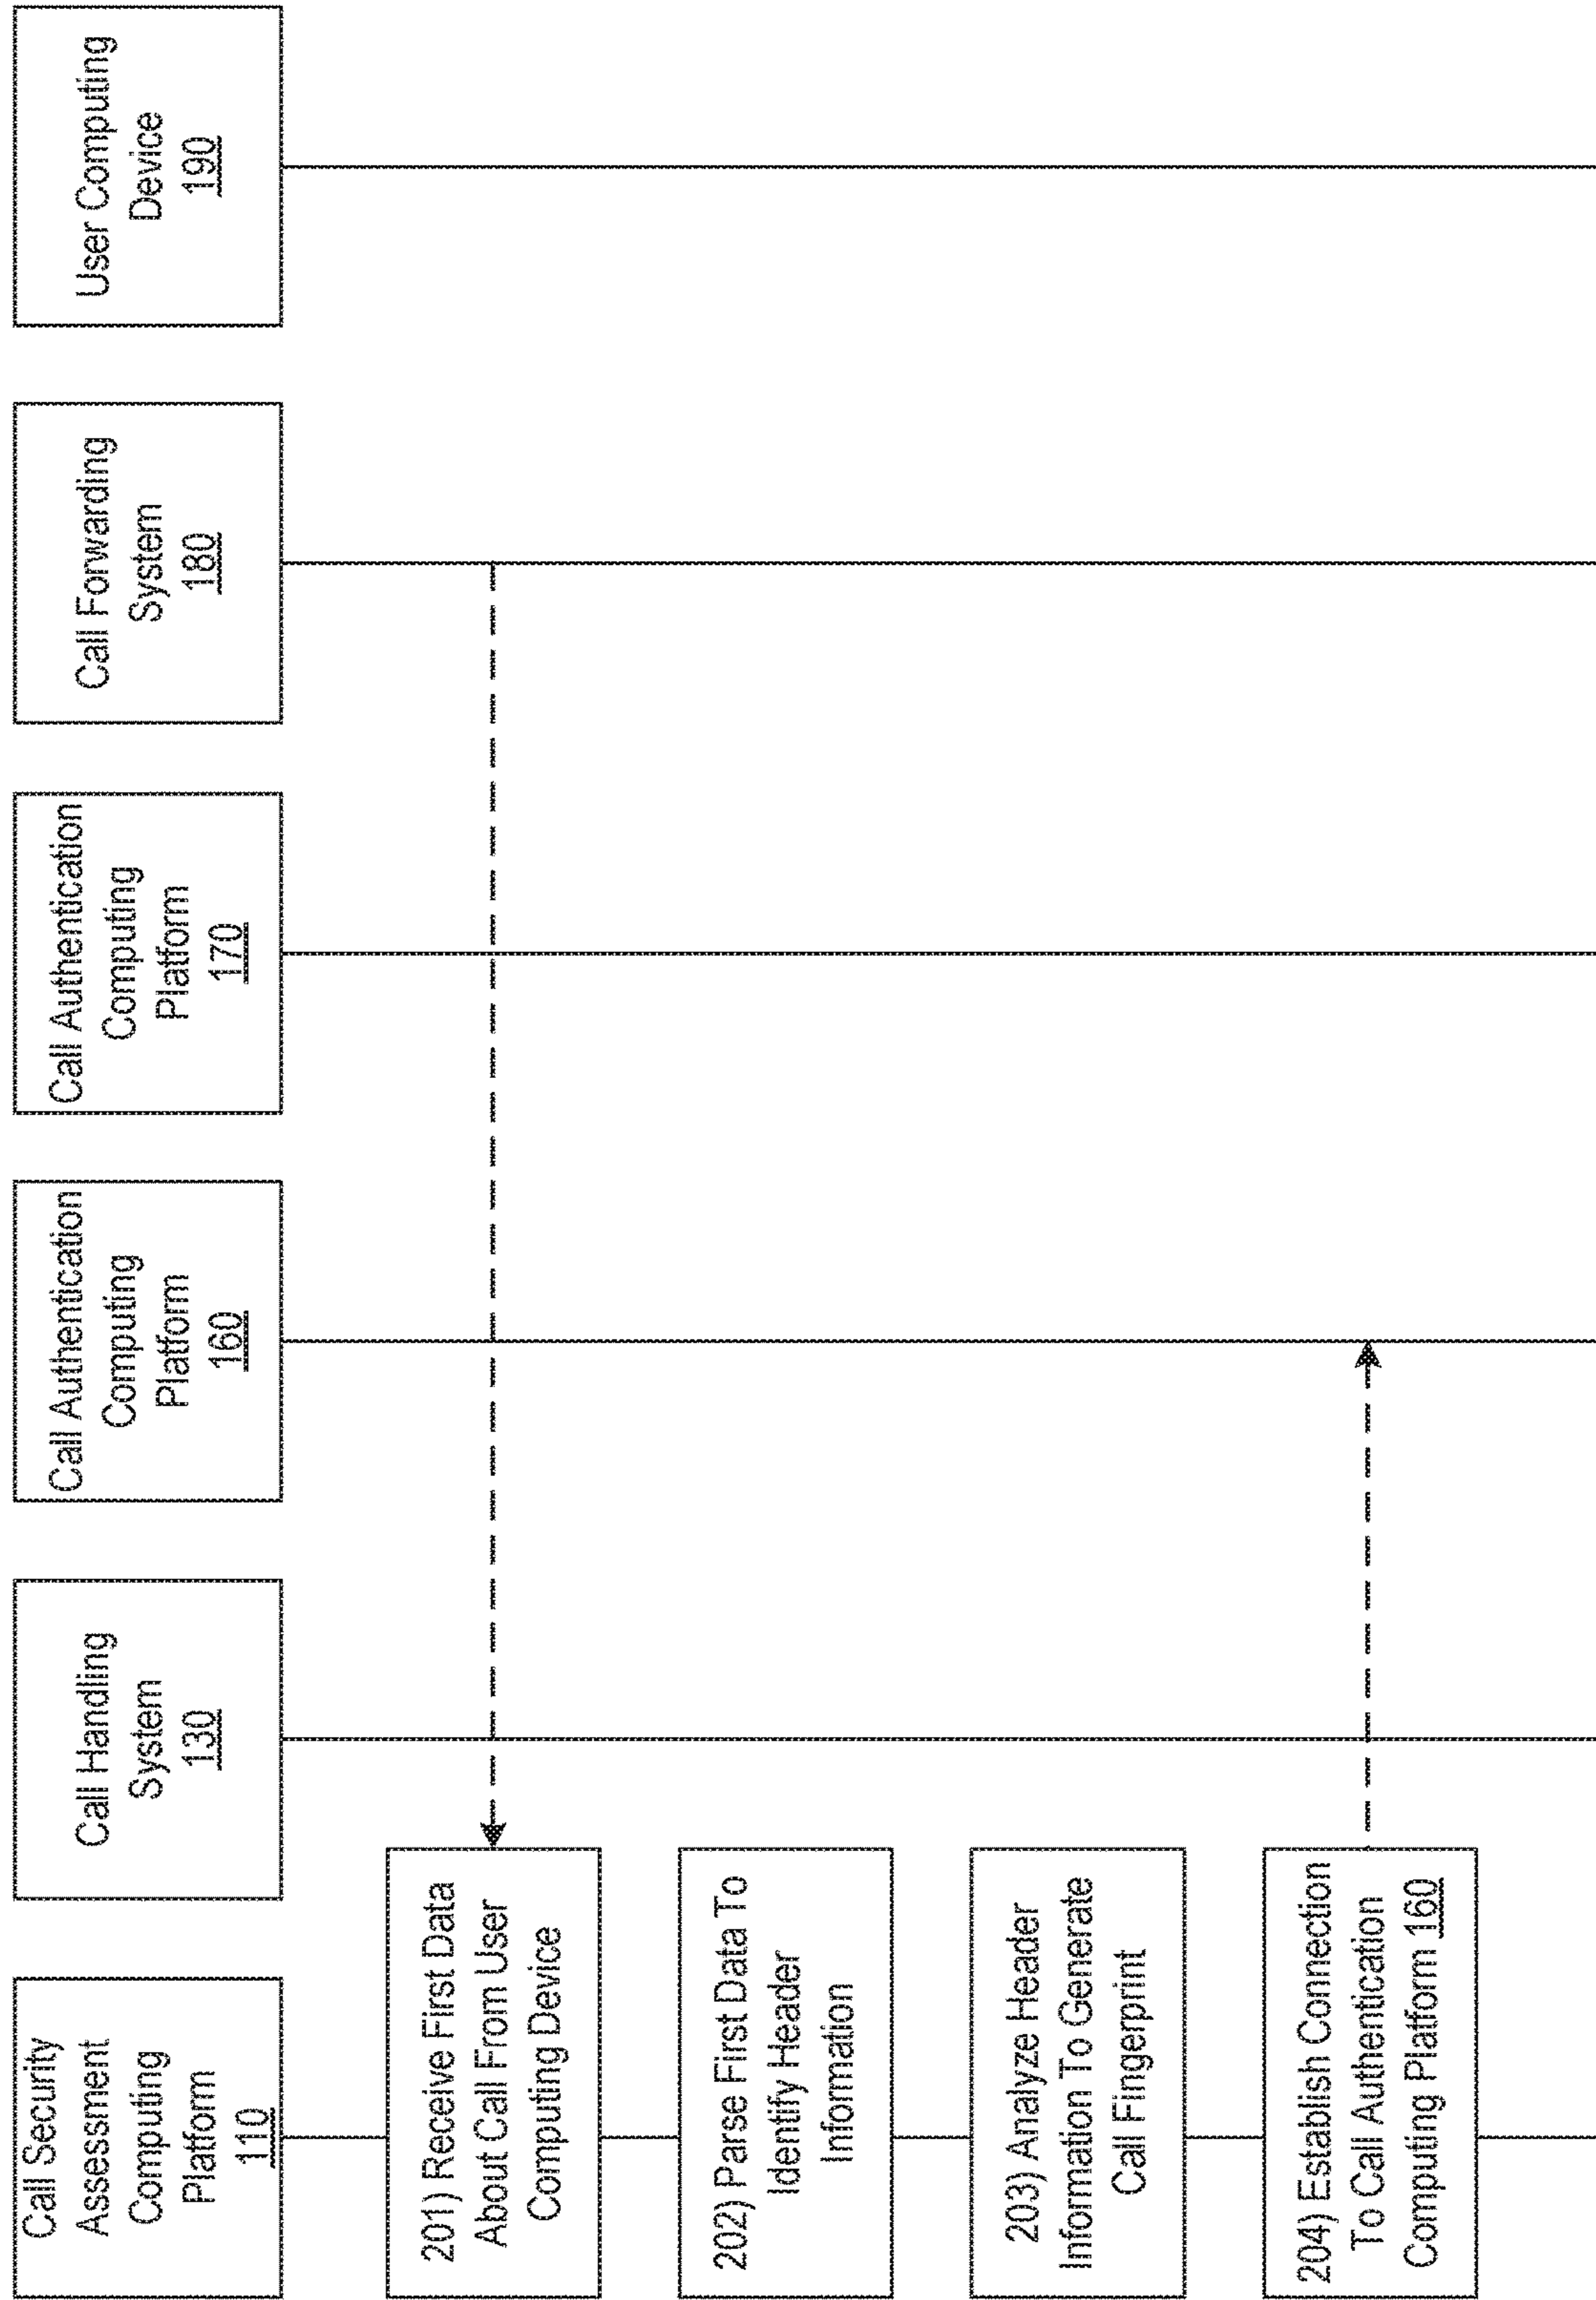 Call Security
Assessment
Computing
Platform
110
Call Handling
System
130
Call Authentication
Computing
Platform
160
Call Authentication
Computing
Platform
170
Call Forwarding
System
180
User Computing
Device
190
201) Receive First Data
About Call From User
Computing Device
202) Parse First Data To
Identify Header
Information
203) Analyze Header
Information To Generate
Call Fingerprint
204) Establish Connection
To Call Authentication
Computing Platform 160